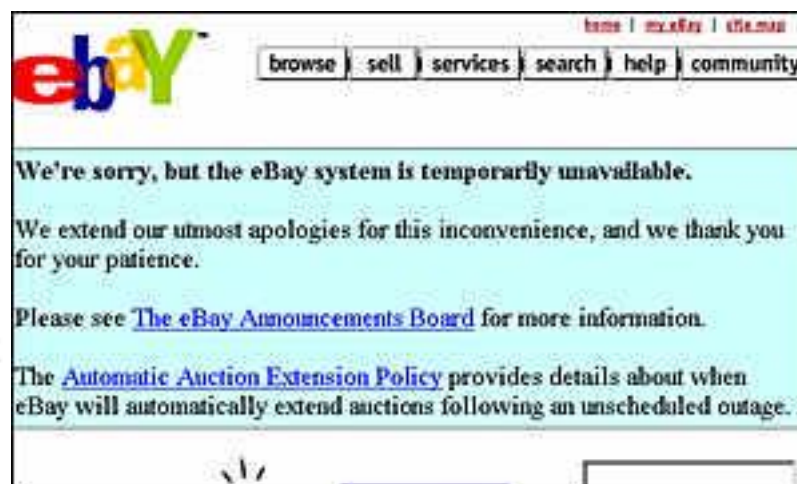 home | my eBay | site map
ebaY™
browse sell services search help community
We're sorry, but the eBay system is temporarily unavailable.
We extend our utmost apologies for this inconvenience, and we thank you
for your patience.
Please see The eBay Announcements Board for more information.
The Automatic Auction Extension Policy provides details about when
eBay will automatically extend auctions following an unscheduled outage.